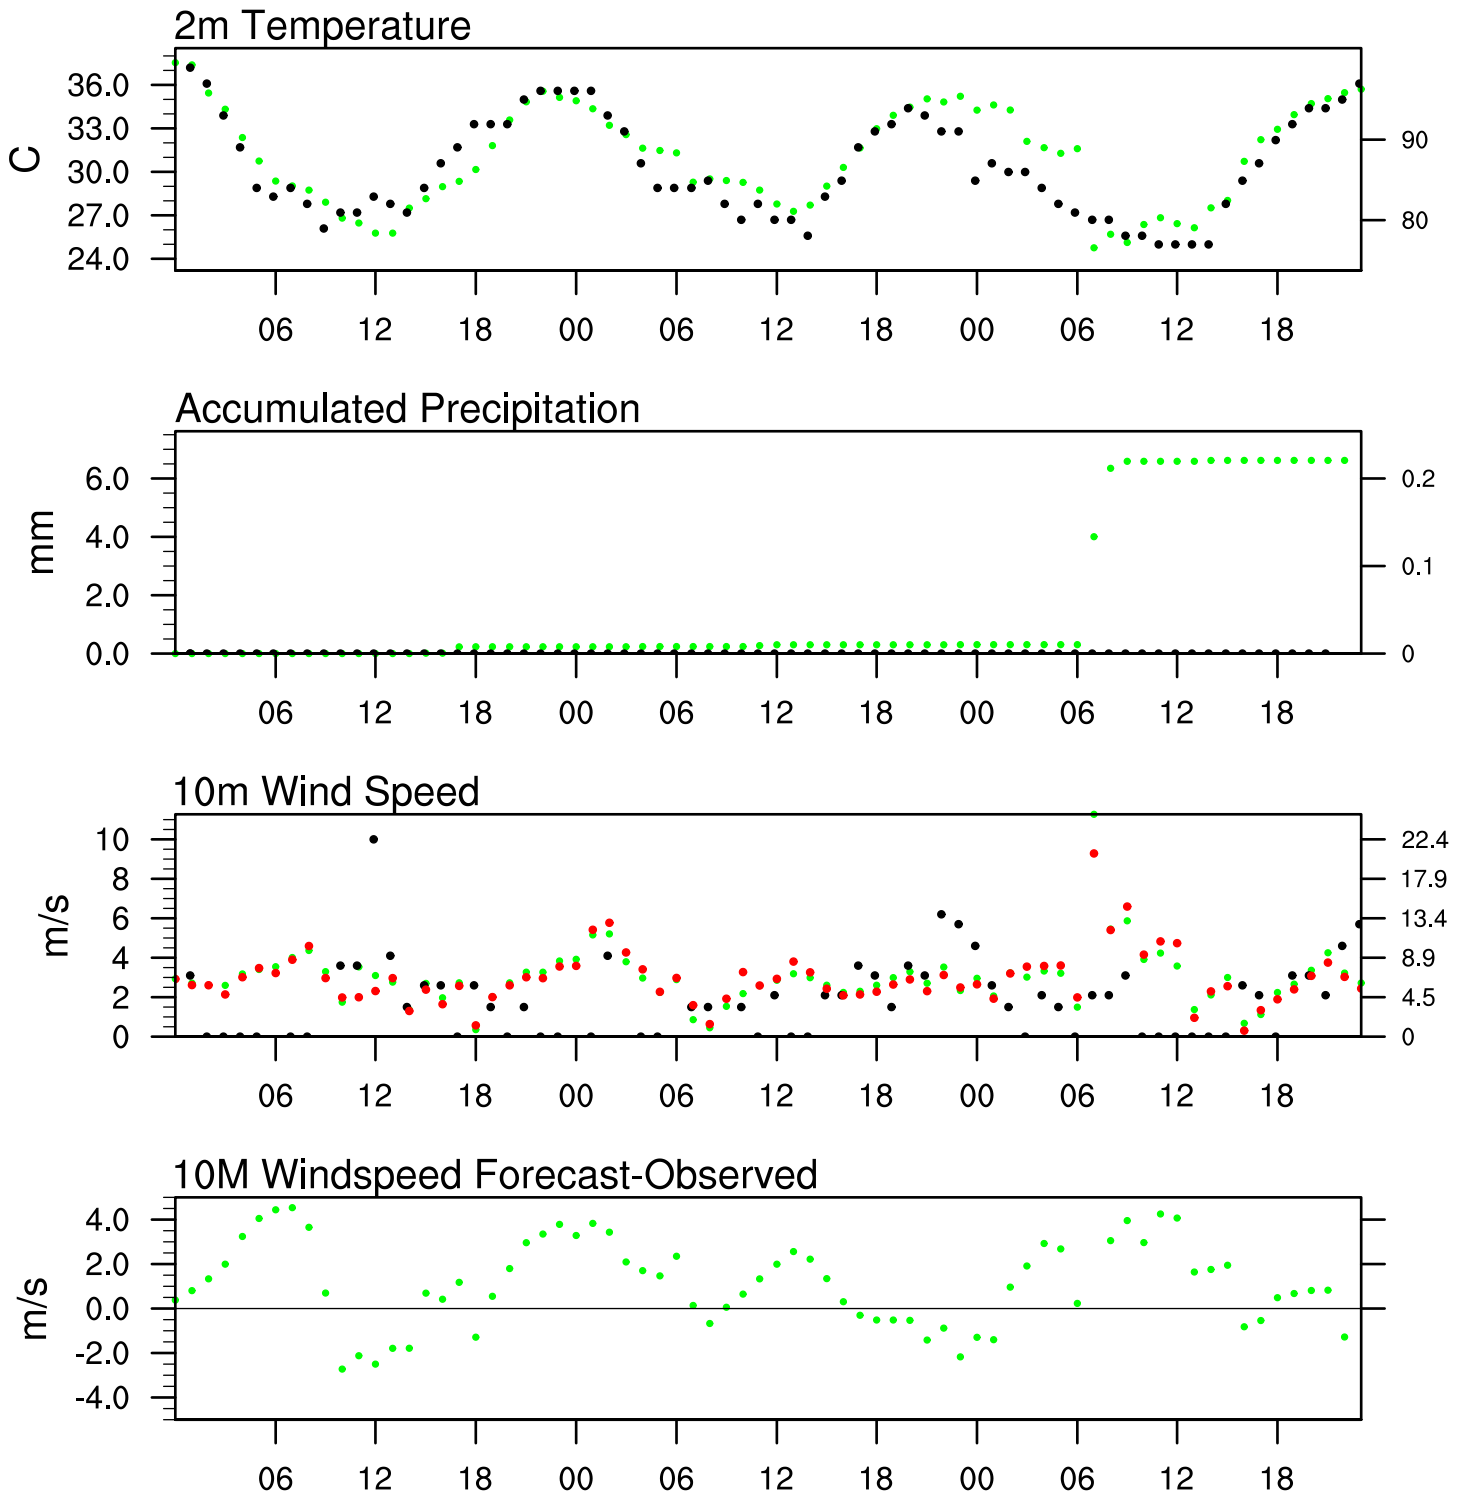 2m Temperature
C
36.0
33.0
30.0
27.0
24.0
90
80
06 12 18 00 06 12 18 00 06 12 18
Accumulated Precipitation
mm
6.0
4.0
2.0
0.0
0.2
0.1
0
06 12 18 00 06 12 18 00 06 12 18
10m Wind Speed
m/s
10
8
6
4
2
0
22.4
17.9
13.4
8.9
4.5
0
06 12 18 00 06 12 18 00 06 12 18
10M Windspeed Forecast-Observed
m/s
4.0
2.0
0.0
-2.0
-4.0
06 12 18 00 06 12 18 00 06 12 18